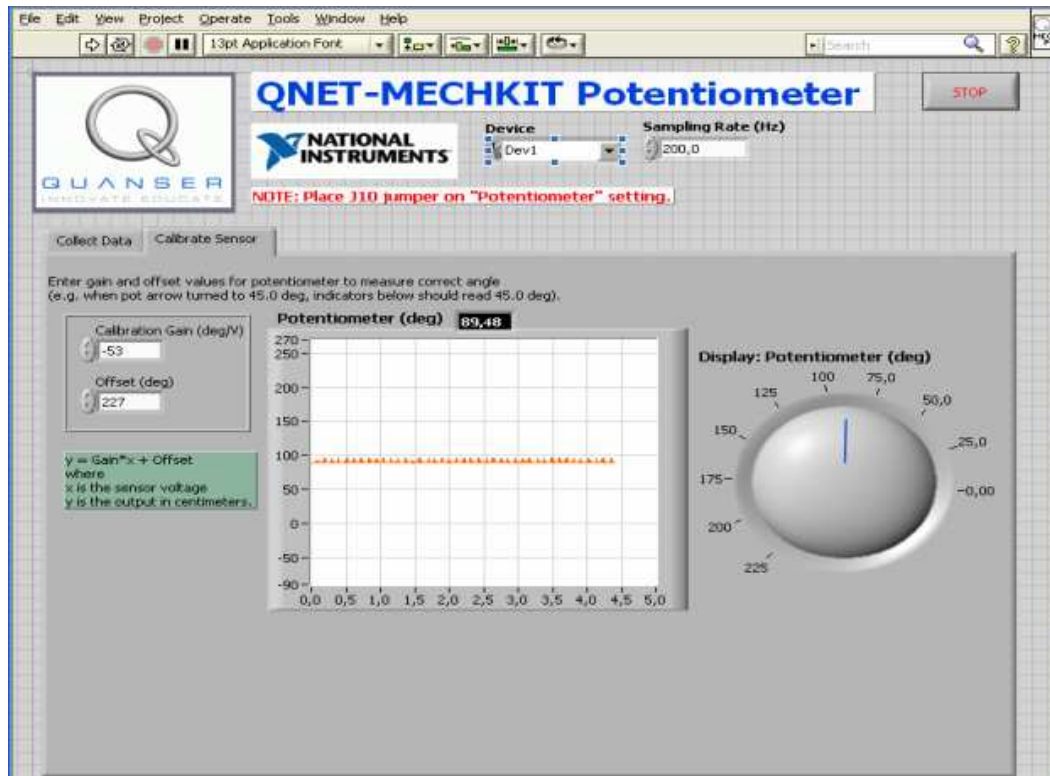 File Edit View Project Operate Tools Window Help
13pt Application Font
Search
QNET-MECHKIT Potentiometer
STOP
QUANSER
INNOVATE EDUCATE
NATIONAL INSTRUMENTS
Device
Dev1
Sampling Rate (Hz)
200,0
NOTE: Place J10 jumper on "Potentiometer" setting.
Collect Data
Calibrate Sensor
Enter gain and offset values for potentiometer to measure correct angle
(e.g. when pot arrow turned to 45.0 deg, indicators below should read 45.0 deg).
Calibration Gain (deg/V)
-53
Offset (deg)
227
y = Gain*x + Offset
where
x is the sensor voltage
y is the output in centimeters.
Potentiometer (deg) 89,48
270
250
200
150
100
50
0
-50
-90
0,0 0,5 1,0 1,5 2,0 2,5 3,0 3,5 4,0 4,5 5,0
Display: Potentiometer (deg)
100 75,0
125 50,0
150 25,0
175 -0,00
200
225